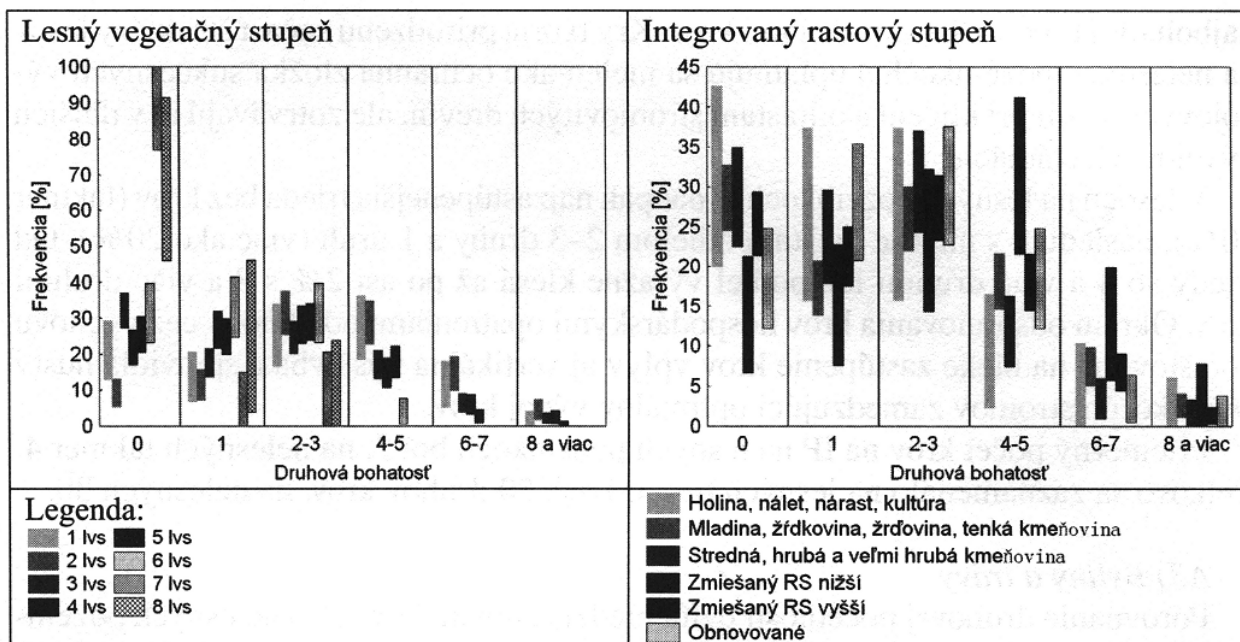 Lesný vegetačný stupeň
100
90
80
70
60
50
40
30
20
10
0
Frekvencia [%]
0 1 2-3 4-5 6-7 8 a viac
Druhová bohatosť
Integrovaný rastový stupeň
45
40
35
30
25
20
15
10
5
0
Frekvencia [%]
0 1 2-3 4-5 6-7 8 a viac
Druhová bohatosť
Legenda:
1 lvs 5 lvs
2 lvs 6 lvs
3 lvs 7 lvs
4 lvs 8 lvs
Holina, nálet, nárast, kultúra
Mladina, žŕdkovina, žrďovina, tenká kmeňovina
Stredná, hrubá a veľmi hrubá kmeňovina
Zmiešaný RS nižší
Zmiešaný RS vyšší
Obnovované